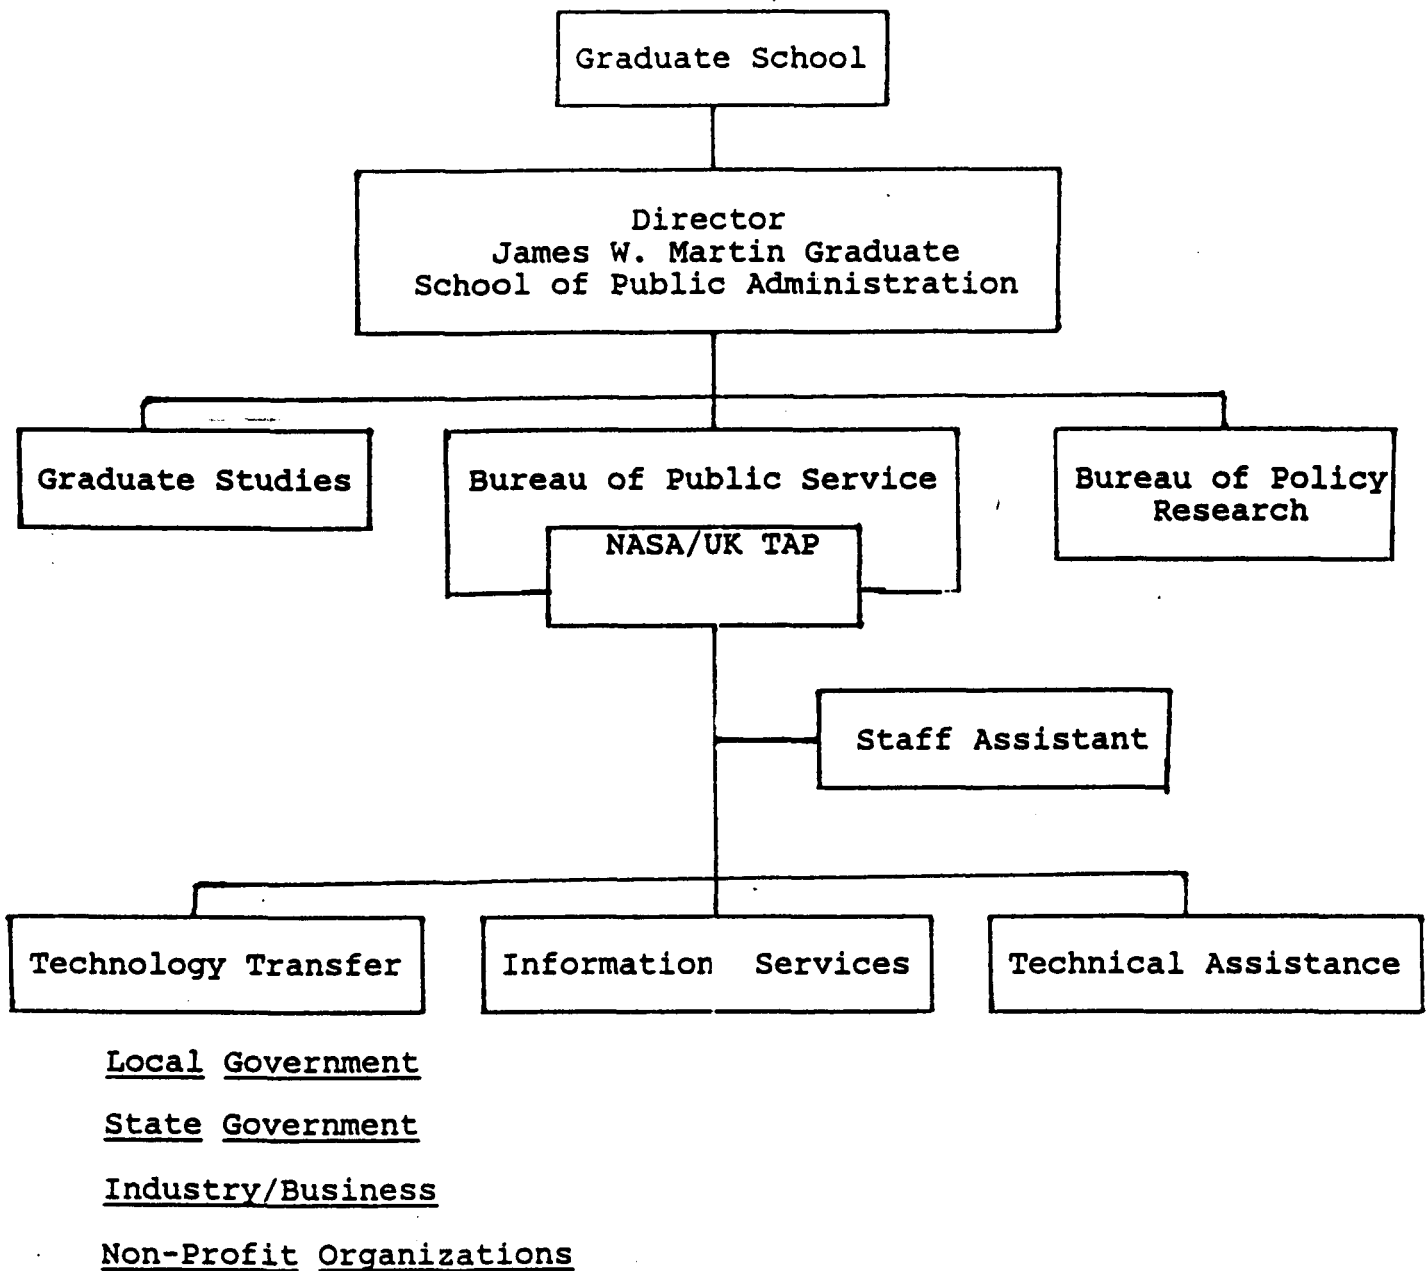 Graduate School
Director
James W. Martin Graduate
School of Public Administration
Graduate Studies
Bureau of Public Service
NASA/UK TAP
Bureau of Policy
Research
Staff Assistant
Technology Transfer
Information Services
Technical Assistance
Local Government
State Government
Industry/Business
Non-Profit Organizations